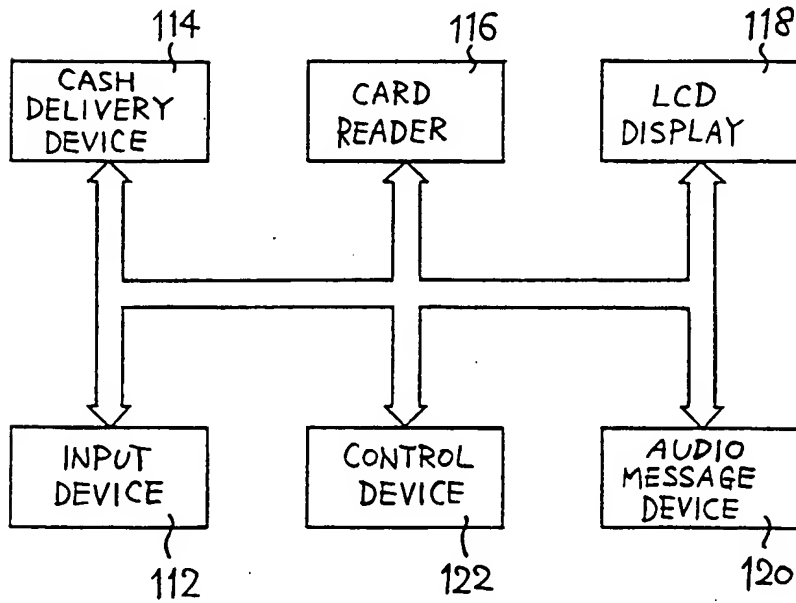 114
116
118
CASH
DELIVERY
DEVICE
CARD
READER
LCD
DISPLAY
INPUT
DEVICE
CONTROL
DEVICE
AUDIO
MESSAGE
DEVICE
112
122
120